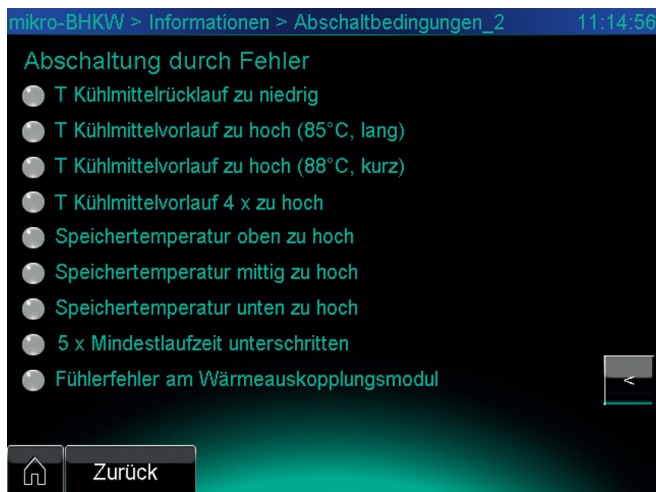 mikro-BHKW > Informationen > Abschaltbedingungen_2 11:14:56
Abschaltung durch Fehler
T Kühlmittelrücklauf zu niedrig
T Kühlmittelvorlauf zu hoch (85°C, lang)
T Kühlmittelvorlauf zu hoch (88°C, kurz)
T Kühlmittelvorlauf 4 x zu hoch
Speichertemperatur oben zu hoch
Speichertemperatur mittig zu hoch
Speichertemperatur unten zu hoch
5 x Mindestlaufzeit unterschritten
Fühlerfehler am Wärmeauskopplungsmodul
<
Zurück